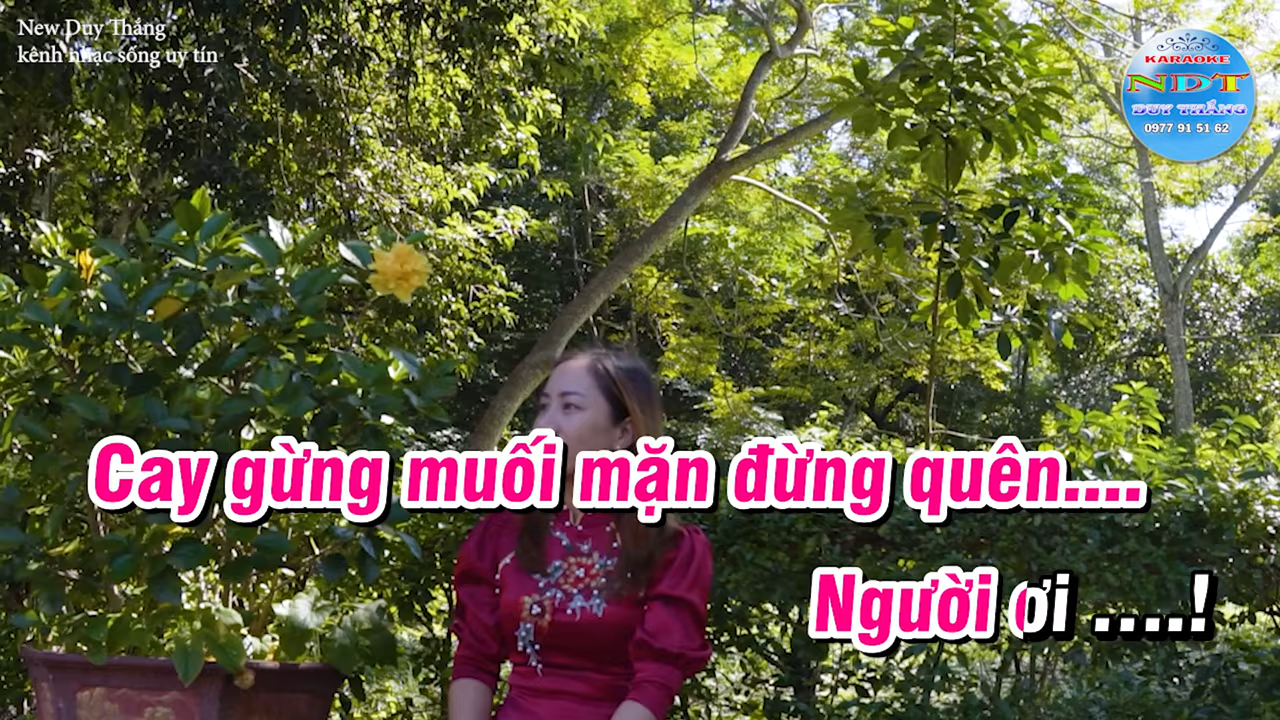 New Duy Thắng
kênh nhạc sống uy tín
KARAOKE
NDT
DUY THẮNG
0977 91 51 62
Cay gừng muối mặn đừng quên....
Người ơi ....!